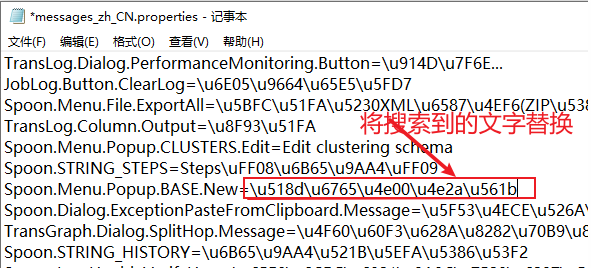 *messages_zh_CN.properties - 记事本
文件(F) 编辑(E) 格式(O) 查看(V) 帮助(H)
TransLog.Dialog.PerformanceMonitoring.Button=\u914D\u7F6E...
JobLog.Button.ClearLog=\u6E05\u9664\u65E5\u5FD7
Spoon.Menu.File.ExportAll=\u5BFC\u51FA\u5230XML\u6587\u4EF6(ZIP\u538
TransLog.Column.Output=\u8F93\u51FA
将搜索到的文字替换
Spoon.Menu.Popup.CLUSTERS.Edit=Edit clustering schema
Spoon.STRING_STEPS=Steps\uFF08\u6B65\u9AA4\uFF09
Spoon.Menu.Popup.BASE.New=\u518d\u6765\u4e00\u4e2a\u561b
Spoon.Dialog.ExceptionPasteFromClipboard.Message=\u5F53\u4ECE\u526A\
TransGraph.Dialog.SplitHop.Message=\u4F60\u60F3\u628A\u8282\u70B9\u8
Spoon.STRING_HISTORY=\u6B65\u9AA4\u521B\u5EFA\u5386\u53F2